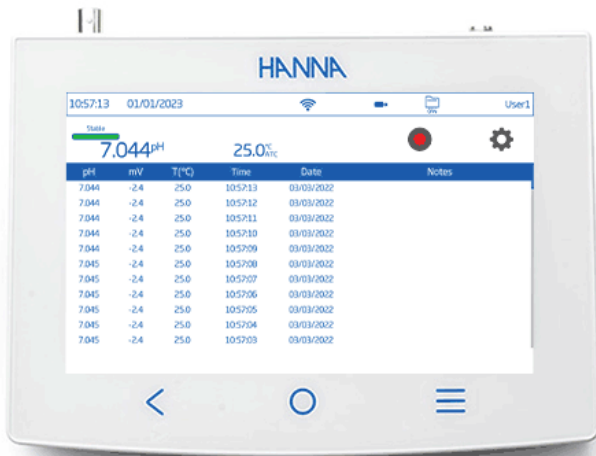 HANNA
10:57:13 01/01/2023 0% User1
Stable
7.044pH 25.0°C ATC
pH mV T(°C) Time Date Notes
7.044 -2.4 25.0 10:57:13 03/03/2022
7.044 -2.4 25.0 10:57:12 03/03/2022
7.044 -2.4 25.0 10:57:11 03/03/2022
7.044 -2.4 25.0 10:57:10 03/03/2022
7.044 -2.4 25.0 10:57:09 03/03/2022
7.045 -2.4 25.0 10:57:08 03/03/2022
7.045 -2.4 25.0 10:57:07 03/03/2022
7.045 -2.4 25.0 10:57:06 03/03/2022
7.045 -2.4 25.0 10:57:05 03/03/2022
7.045 -2.4 25.0 10:57:04 03/03/2022
7.045 -2.4 25.0 10:57:03 03/03/2022